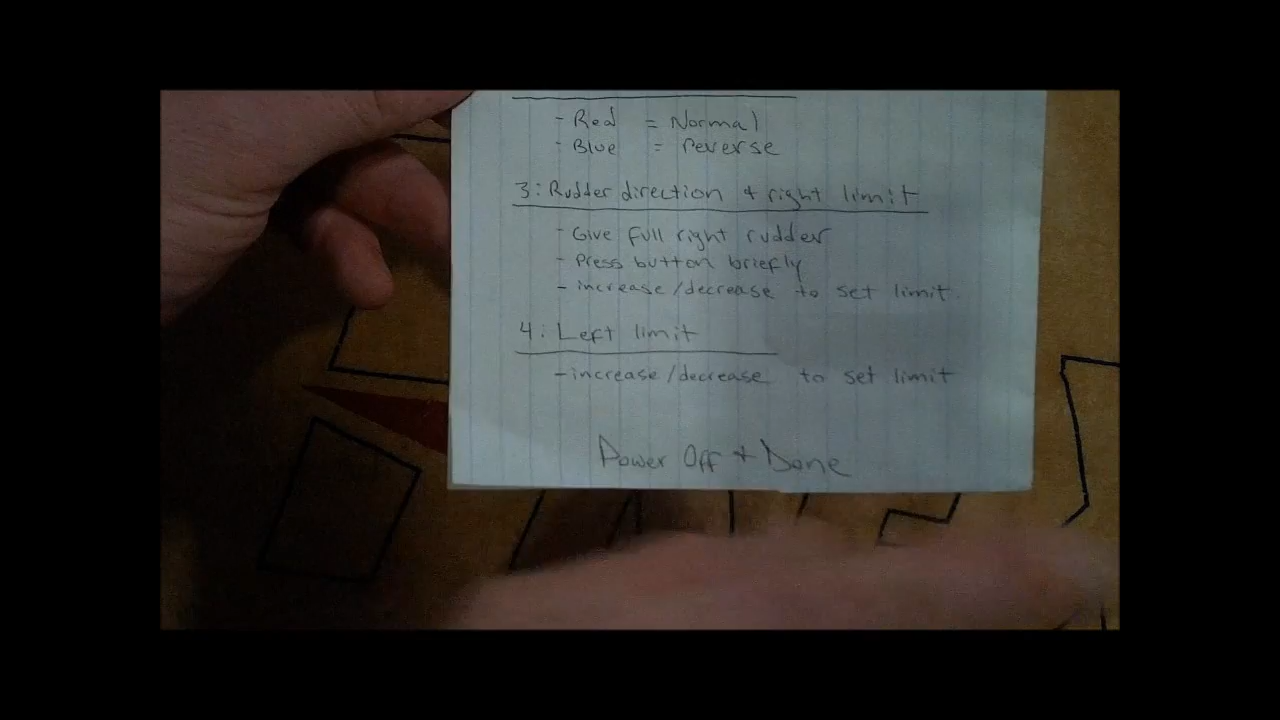 - Red = Normal
- Blue = Reverse
3: Rudder direction + right limit
- Give full right rudder
- Press button briefly
- increase/decrease to set limit
4: Left limit
- increase/decrease to set limit
Power Off + Done